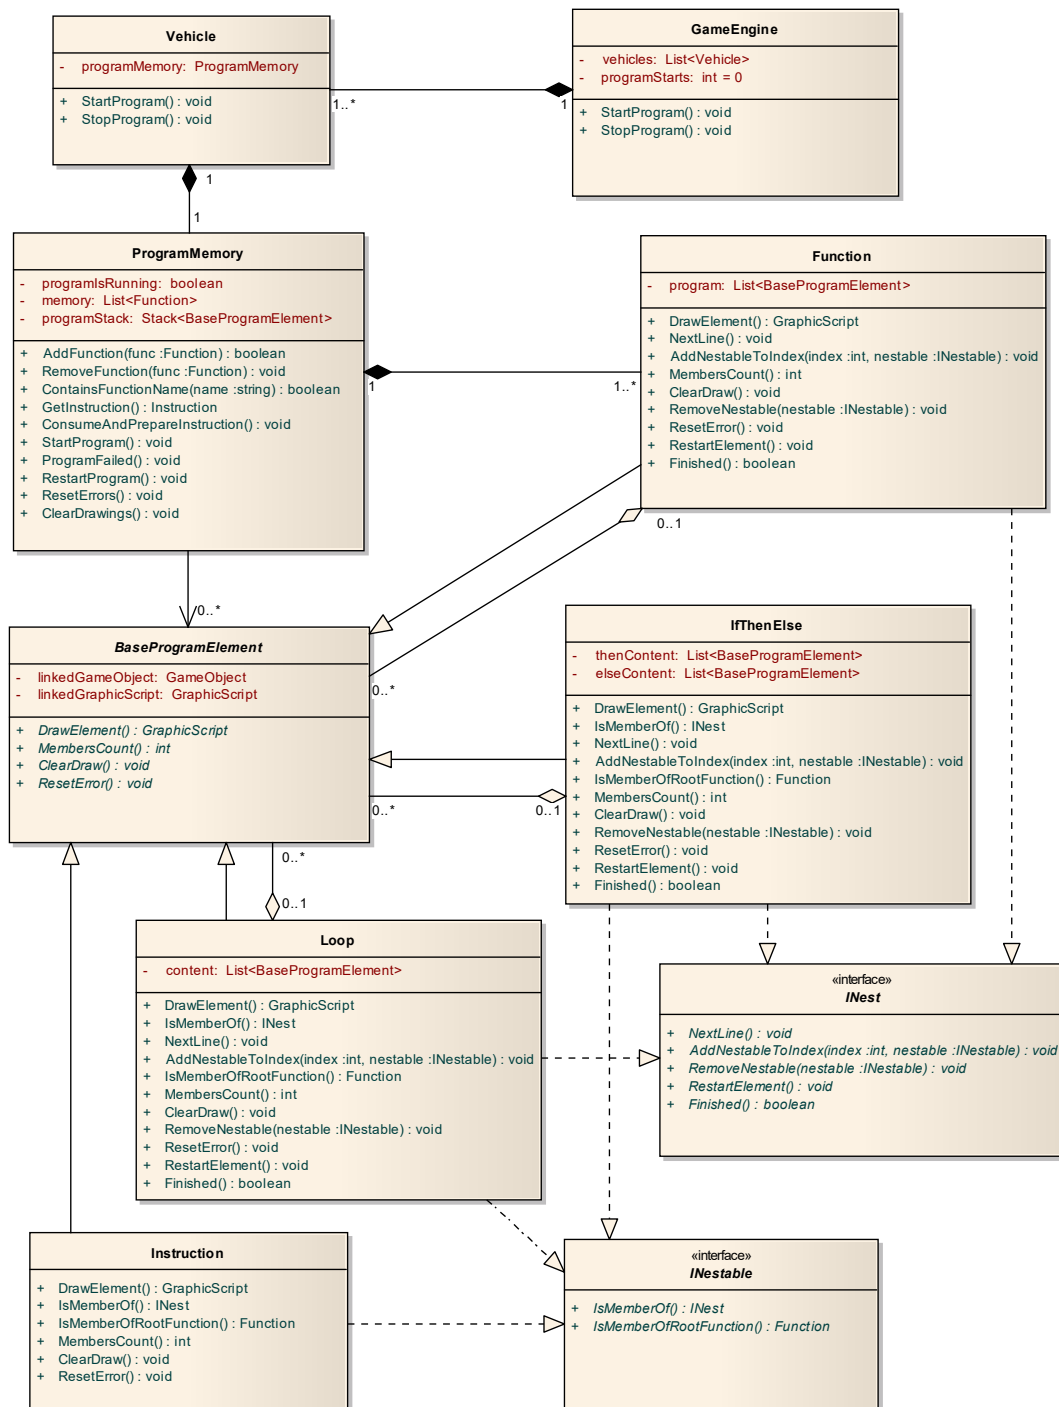 Vehicle
- programMemory: ProgramMemory
+ StartProgram() : void
+ StopProgram() : void
GameEngine
- vehicles: List<Vehicle>
- programStarts: int = 0
+ StartProgram() : void
+ StopProgram() : void
1..*
1
1
1
ProgramMemory
- programIsRunning: boolean
- memory: List<Function>
- programStack: Stack<BaseProgramElement>
+ AddFunction(func :Function) : boolean
+ RemoveFunction(func :Function) : void
+ ContainsFunctionName(name :string) : boolean
+ GetInstruction() : Instruction
+ ConsumeAndPrepareInstruction() : void
+ StartProgram() : void
+ ProgramFailed() : void
+ RestartProgram() : void
+ ResetErrors() : void
+ ClearDrawings() : void
1
1..*
Function
- program: List<BaseProgramElement>
+ DrawElement() : GraphicScript
+ NextLine() : void
+ AddNestableToIndex(index :int, nestable :INestable) : void
+ MembersCount() : int
+ ClearDraw() : void
+ RemoveNestable(nestable :INestable) : void
+ ResetError() : void
+ RestartElement() : void
+ Finished() : boolean
0..1
0..*
0..*
BaseProgramElement
- linkedGameObject: GameObject
- linkedGraphicScript: GraphicScript
+ DrawElement() : GraphicScript
+ MembersCount() : int
+ ClearDraw() : void
+ ResetError() : void
IfThenElse
- thenContent: List<BaseProgramElement>
- elseContent: List<BaseProgramElement>
+ DrawElement() : GraphicScript
+ IsMemberOf() : INest
+ NextLine() : void
+ AddNestableToIndex(index :int, nestable :INestable) : void
+ IsMemberOfRootFunction() : Function
+ MembersCount() : int
+ ClearDraw() : void
+ RemoveNestable(nestable :INestable) : void
+ ResetError() : void
+ RestartElement() : void
+ Finished() : boolean
0..*
0..1
0..*
0..1
Loop
- content: List<BaseProgramElement>
+ DrawElement() : GraphicScript
+ IsMemberOf() : INest
+ NextLine() : void
+ AddNestableToIndex(index :int, nestable :INestable) : void
+ IsMemberOfRootFunction() : Function
+ MembersCount() : int
+ ClearDraw() : void
+ RemoveNestable(nestable :INestable) : void
+ ResetError() : void
+ RestartElement() : void
+ Finished() : boolean
«interface»
INest
+ NextLine() : void
+ AddNestableToIndex(index :int, nestable :INestable) : void
+ RemoveNestable(nestable :INestable) : void
+ RestartElement() : void
+ Finished() : boolean
Instruction
+ DrawElement() : GraphicScript
+ IsMemberOf() : INest
+ IsMemberOfRootFunction() : Function
+ MembersCount() : int
+ ClearDraw() : void
+ ResetError() : void
«interface»
INestable
+ IsMemberOf() : INest
+ IsMemberOfRootFunction() : Function